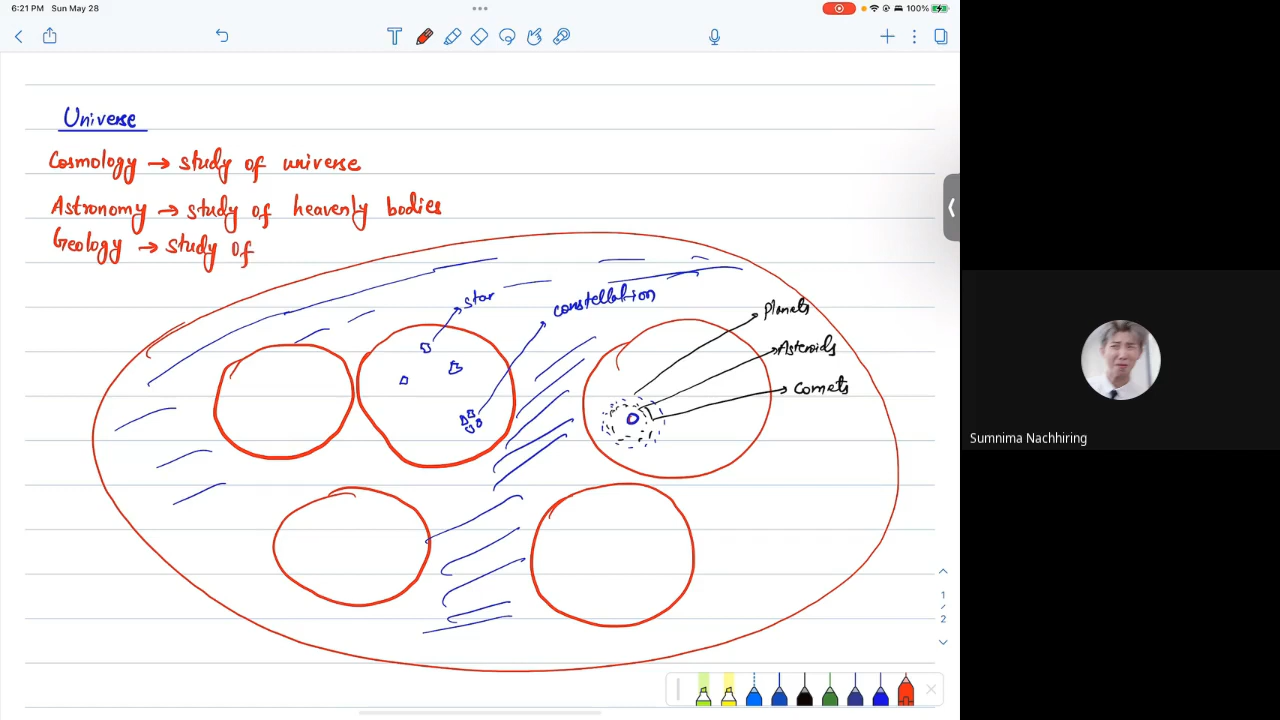 6:21 PM Sun May 28
100%
T
Universe
Cosmology → study of universe
Astronomy → study of heavenly bodies
Geology → study of
star
constellation
Planets
Asteroids
Comets
Sumnima Nachhiring
1
/
2